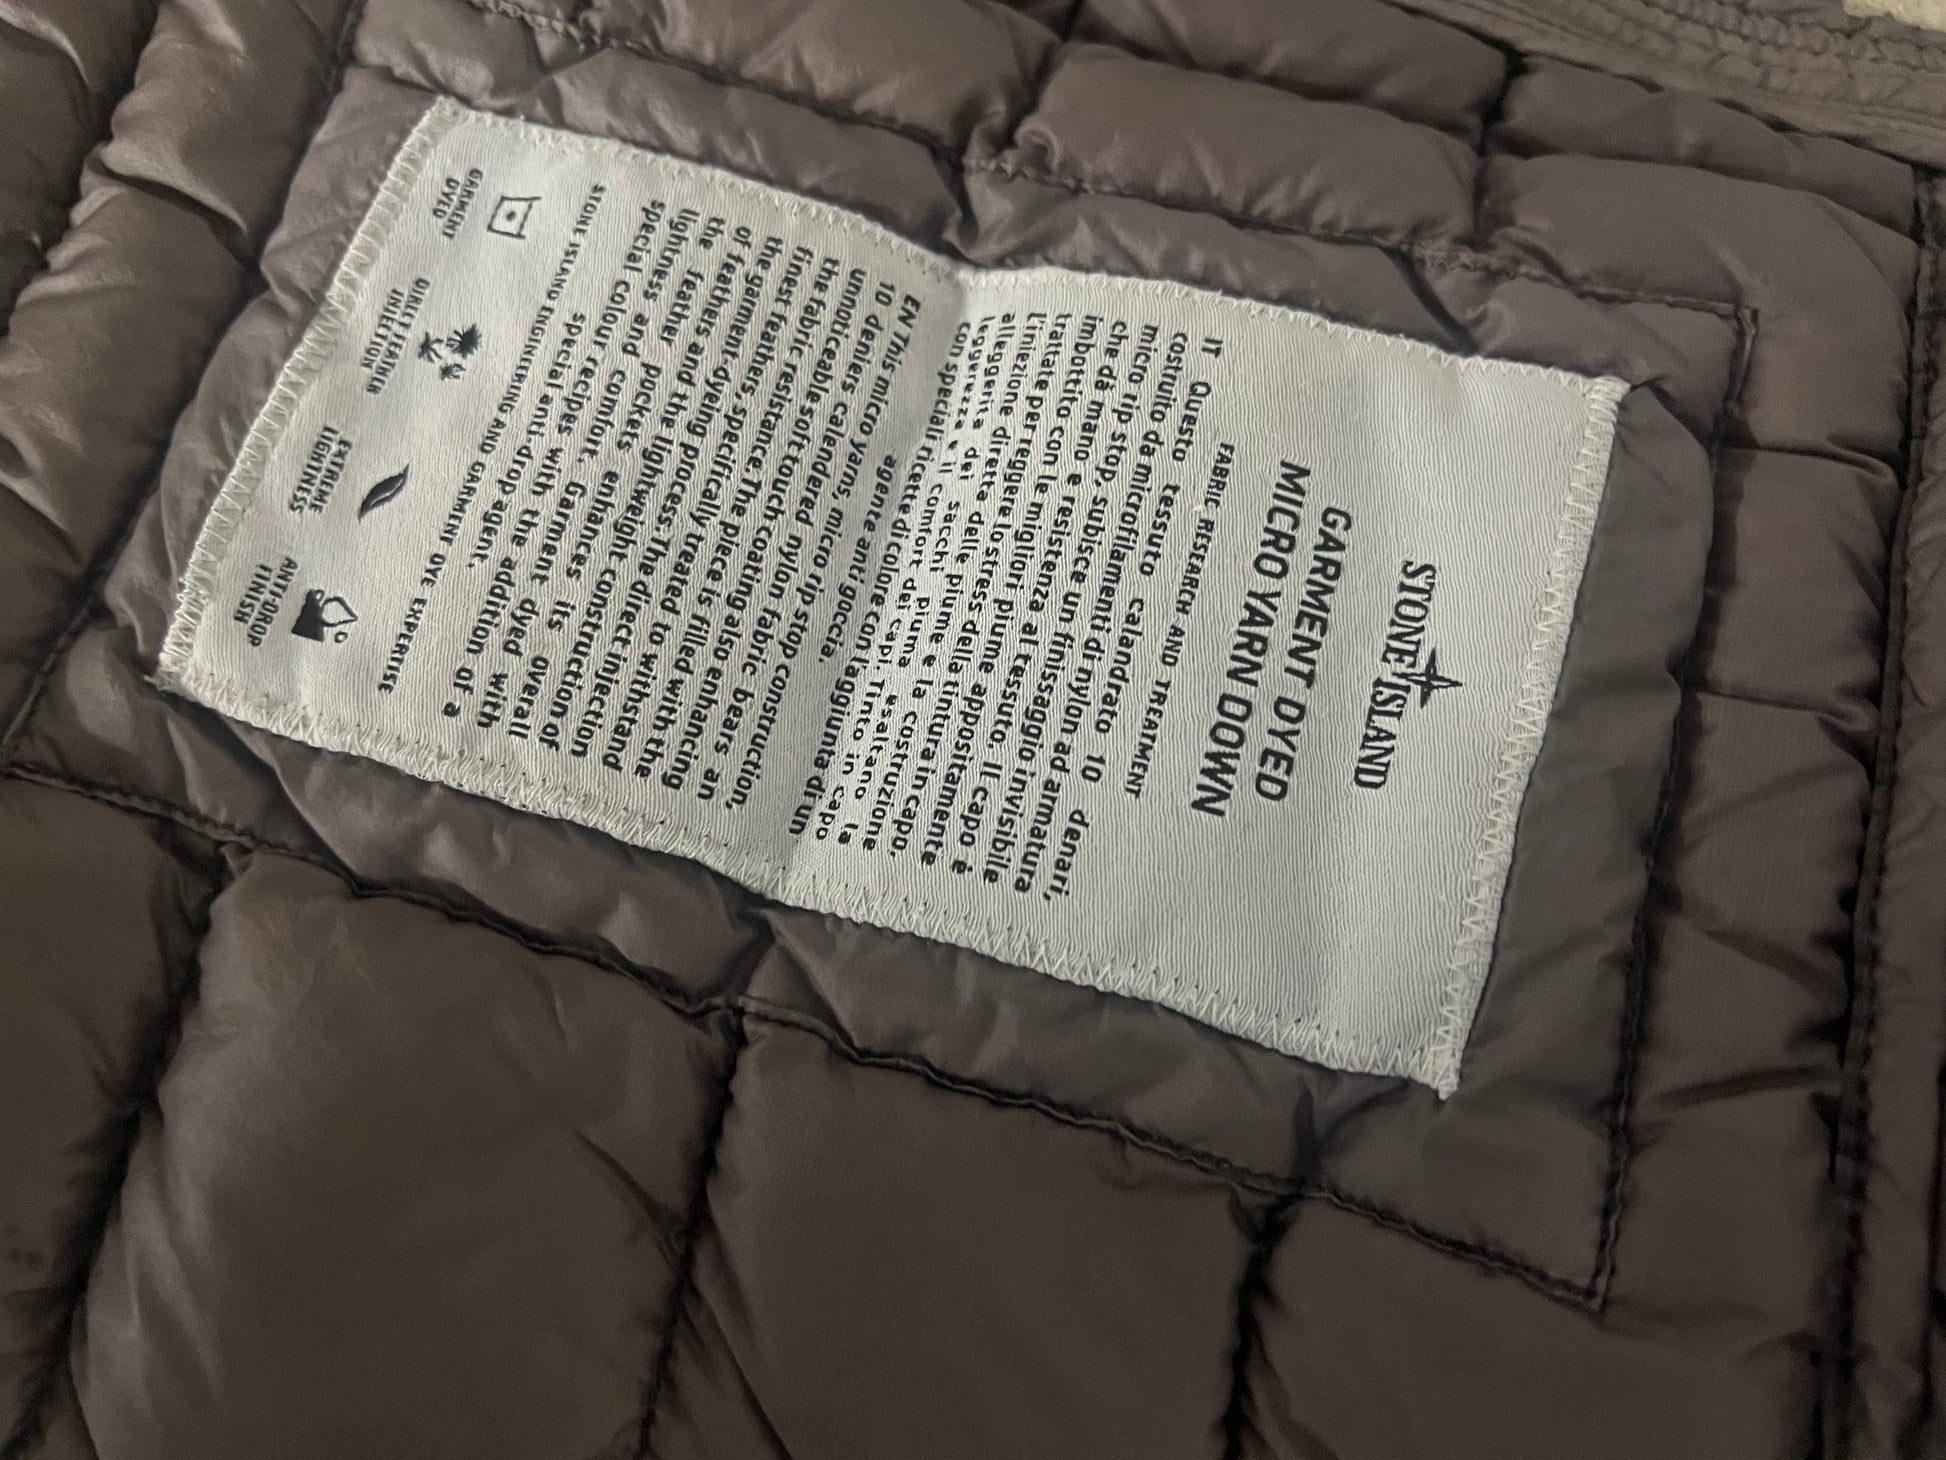 STONE ISLAND
GARMENT DYED
MICRO YARN DOWN
FABRIC RESEARCH AND TREATMENT
IT Questo tessuto calandrato 10 denari,
costruito da microfilamenti di nylon ad armatura
micro rip stop, subisce un finissaggio invisibile
che dà mano e resistenza al tessuto. Il capo è
imbottito con le migliori piume appositamente
trattate per reggere lo stress della tintura in capo.
L'iniezione diretta delle piume e la costruzione
alleggerita dei sacchi piuma esaltano la
leggerezza e il comfort dei capi. Tinto in capo
con speciali ricette di colore con l'aggiunta di un
agente anti goccia.
EN This micro yarns, micro rip stop construction,
10 deniers calandered nylon fabric bears an
unnoticeable soft touch coating also enhancing
the fabric resistance. The piece is filled with the
finest feathers, specifically treated to withstand
the garment-dyeing process. The direct injection
of feathers and the lightweight construction of
the feather pockets enhances its overall
lightness and comfort. Garment dyed with
special colour recipes with the addition of a
special anti-drop agent.
STONE ISLAND ENGINEERING AND GARMENT DYE EXPERTISE
GARMENT
DYED
DIRECT FEATHER
INJECTION
EXTREME
LIGHTNESS
ANTI-DROP
FINISH